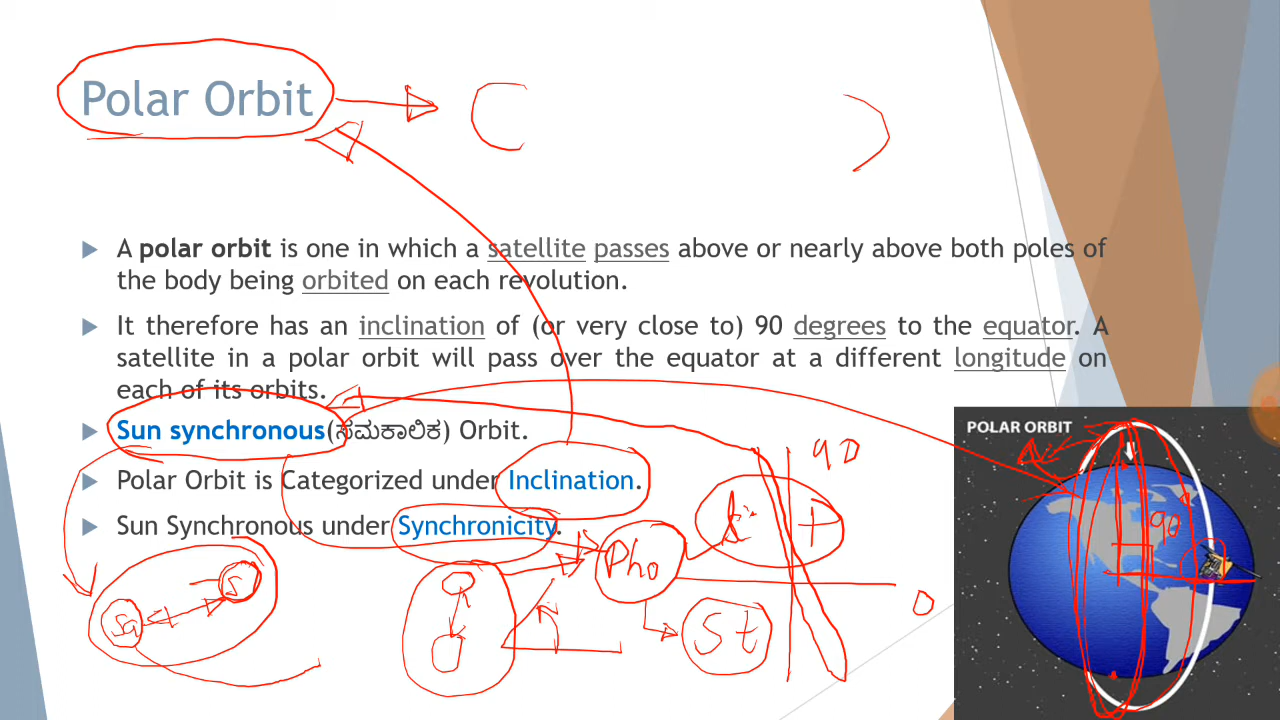 Polar Orbit
A polar orbit is one in which a satellite passes above or nearly above both poles of
the body being orbited on each revolution.
It therefore has an inclination of (or very close to) 90 degrees to the equator. A
satellite in a polar orbit will pass over the equator at a different longitude on
each of its orbits.
Sun synchronous(ಸಮಕಾಲಿಕ) Orbit.
Polar Orbit is Categorized under Inclination.
Sun Synchronous under Synchronicity.
POLAR ORBIT
90
90
Pho
St
0